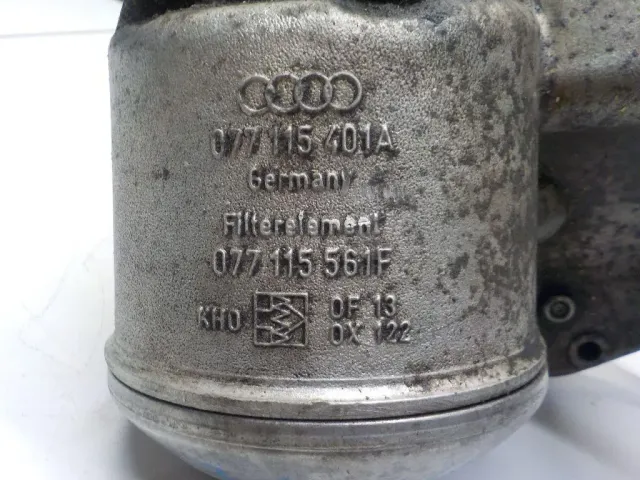 077 115 401A
Germany
Filterelement
077 115 561F
KHO OF 13
OX 122